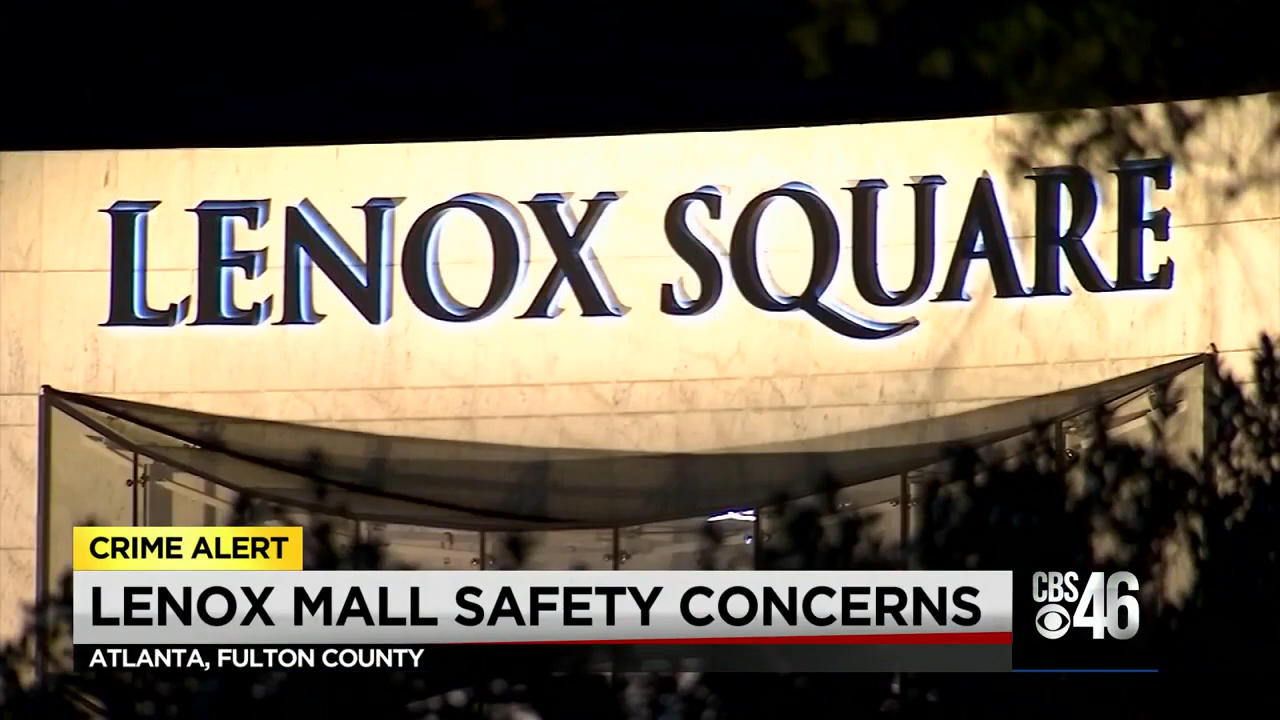 LENOX SQUARE
CRIME ALERT
LENOX MALL SAFETY CONCERNS
ATLANTA, FULTON COUNTY
CBS 46